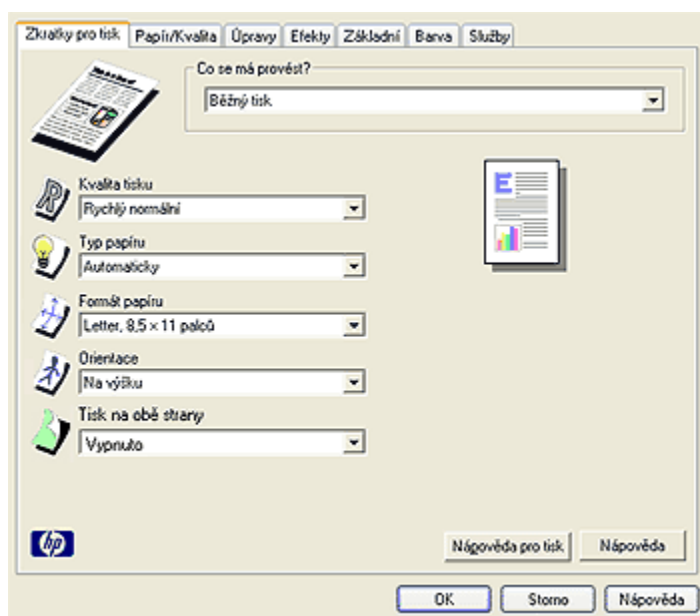 Zkratky pro tisk Papír/Kvalita Úpravy Efekty Základní Barva Služby
Co se má provést?
Běžný tisk
Kvalita tisku
Rychlý normální
Typ papíru
Automaticky
Formát papíru
Letter, 8,5 × 11 palců
Orientace
Na výšku
Tisk na obě strany
Vypnuto
hp
Nápověda pro tisk Nápověda
OK Storno Nápověda